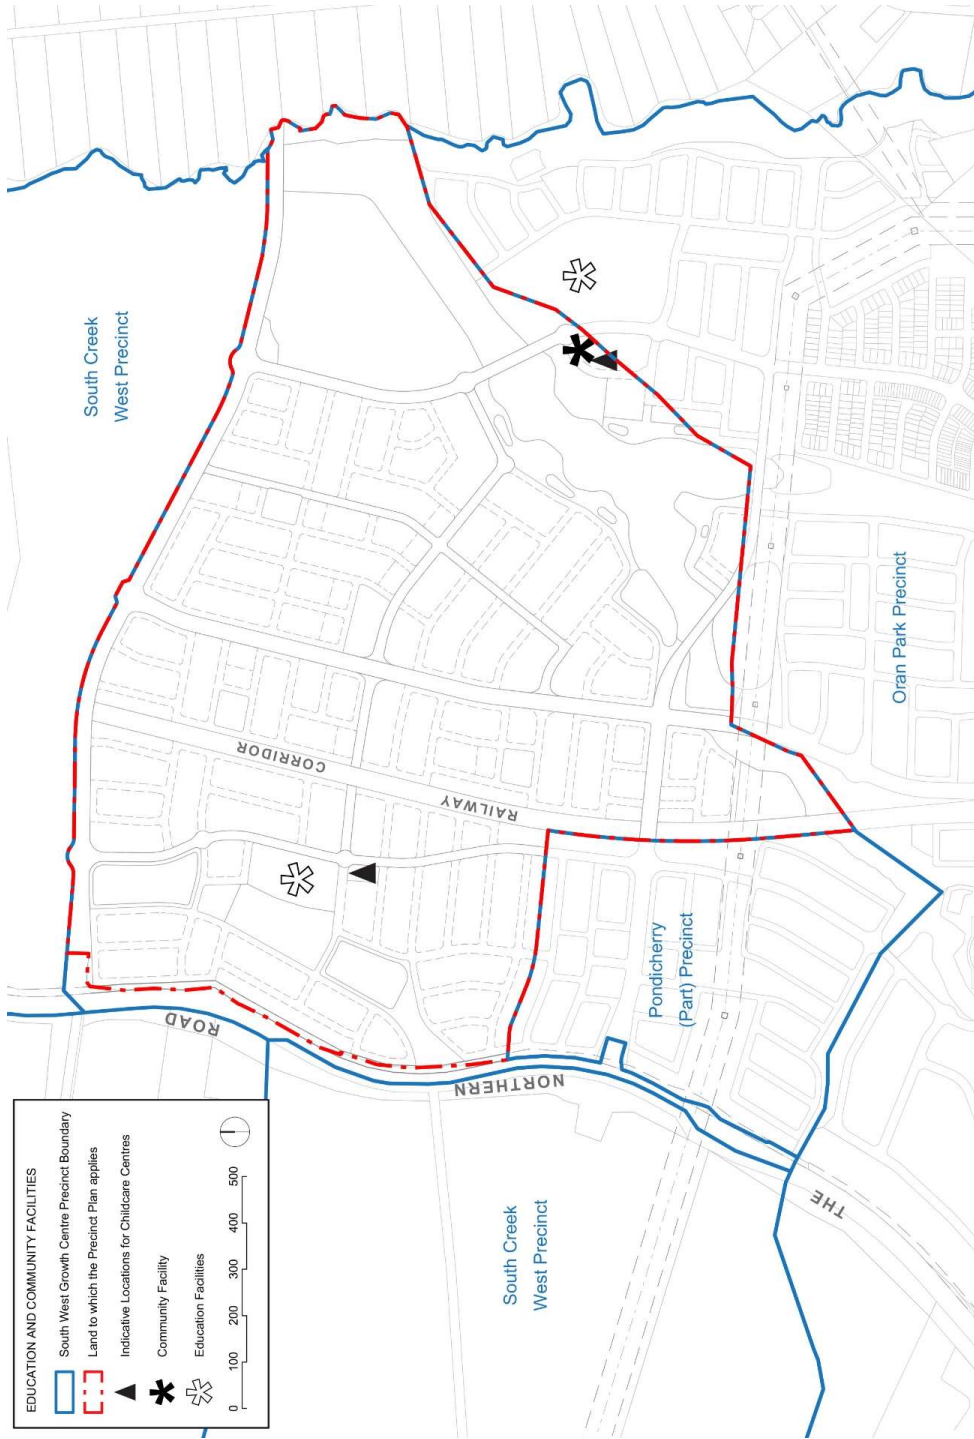 South Creek
West Precinct
CORRIDOR
RAILWAY
Oran Park Precinct
Pondicherry
(Part) Precinct
ROAD
NORTHERN
THE
South Creek
West Precinct
EDUCATION AND COMMUNITY FACILITIES
South West Growth Centre Precinct Boundary
Land to which the Precinct Plan applies
Indicative Locations for Childcare Centres
Community Facility
Education Facilities
0 100 200 300 400 500